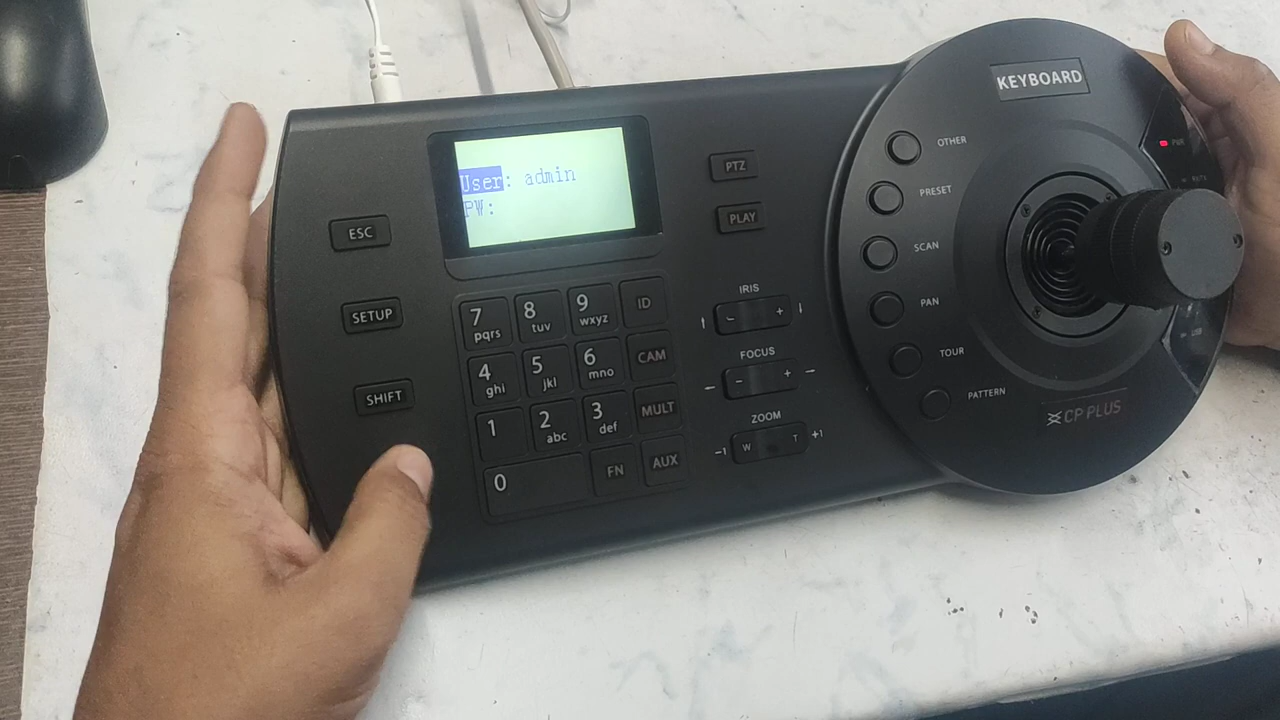 KEYBOARD
User: admin
PW:
ESC
SETUP
SHIFT
7 pqrs
8 tuv
9 wxyz
ID
4 ghi
5 jkl
6 mno
CAM
1
2 abc
3 def
MULT
0
FN
AUX
PTZ
PLAY
IRIS
− +
FOCUS
− +
ZOOM
−1 W T +1
OTHER
PRESET
SCAN
PAN
TOUR
PATTERN
PWR
CP PLUS